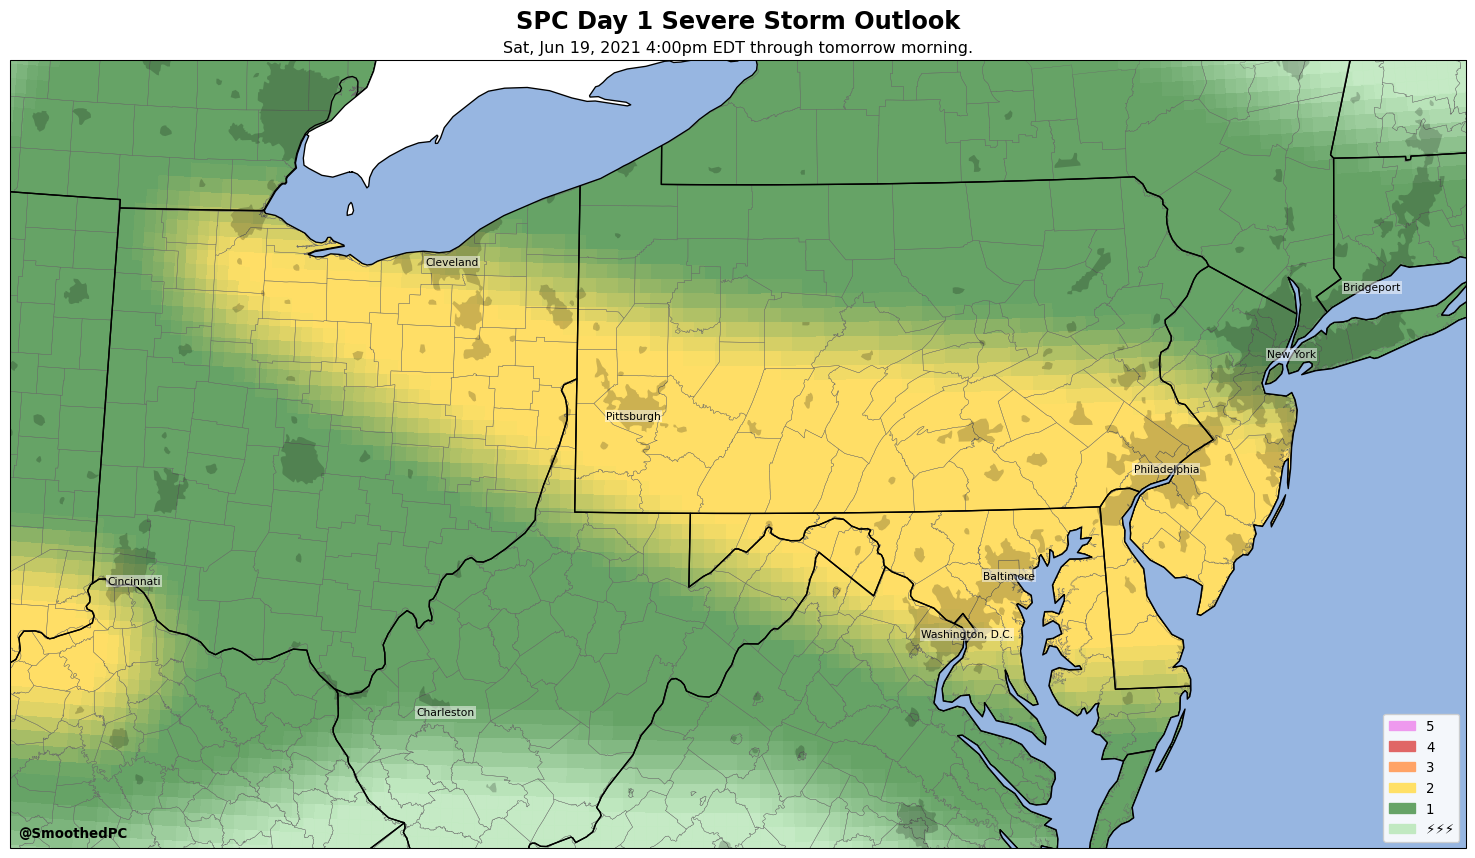 SPC Day 1 Severe Storm Outlook
Sat, Jun 19, 2021 4:00pm EDT through tomorrow morning.
Cleveland
Bridgeport
New York
Pittsburgh
Philadelphia
Cincinnati
Baltimore
Washington, D.C.
Charleston
5
4
3
2
1
⚡⚡⚡
@SmoothedPC